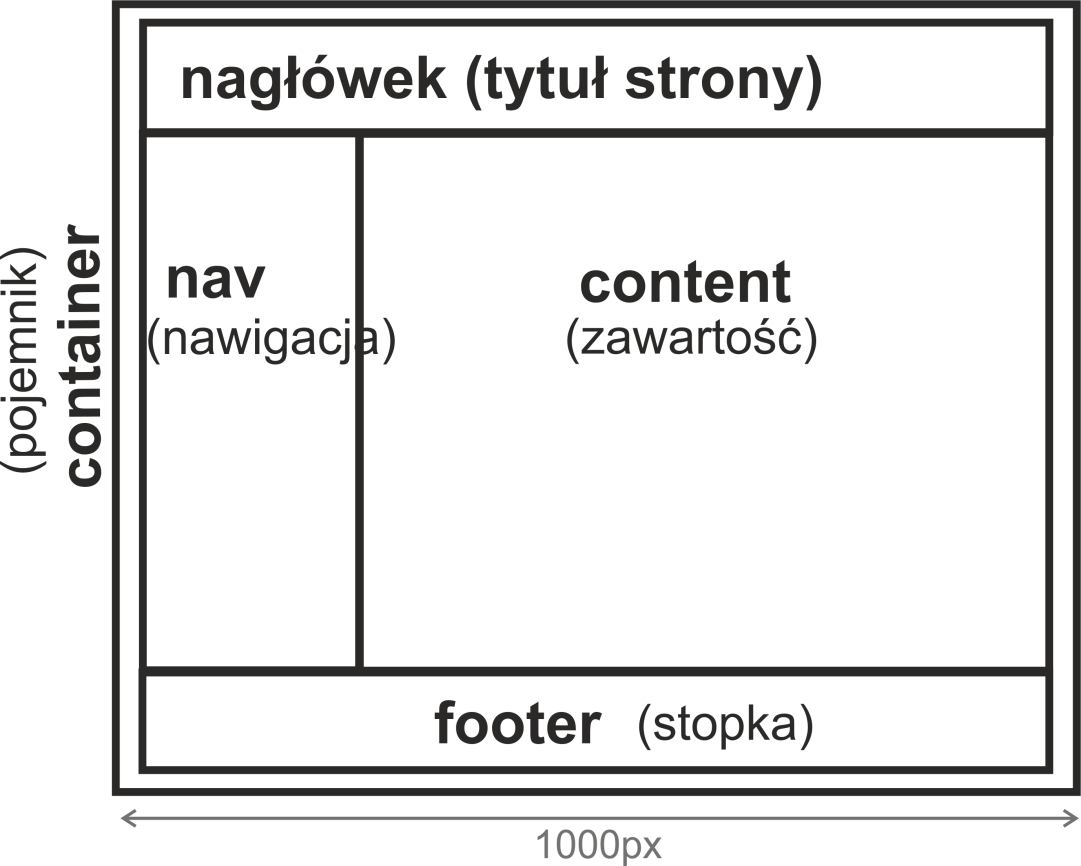 nagłówek (tytuł strony)
(pojemnik)
container
nav
(nawigacja)
content
(zawartość)
footer (stopka)
1000px